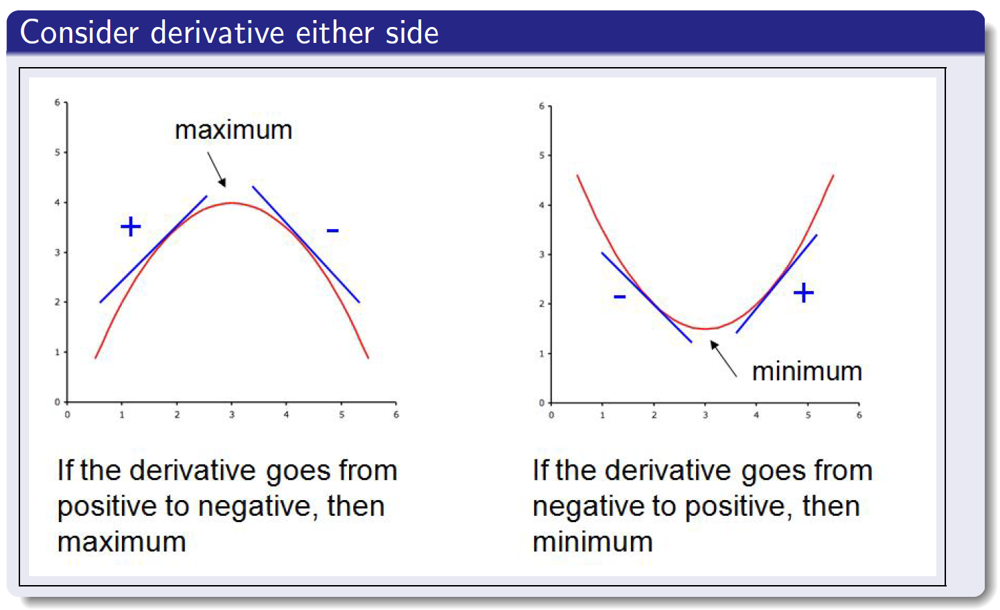 Consider derivative either side
6
maximum
5
4
+
-
3
2
1
0
0 1 2 3 4 5 6
If the derivative goes from
positive to negative, then
maximum
6
5
4
3
-
+
2
1
minimum
0
0 1 2 3 4 5 6
If the derivative goes from
negative to positive, then
minimum